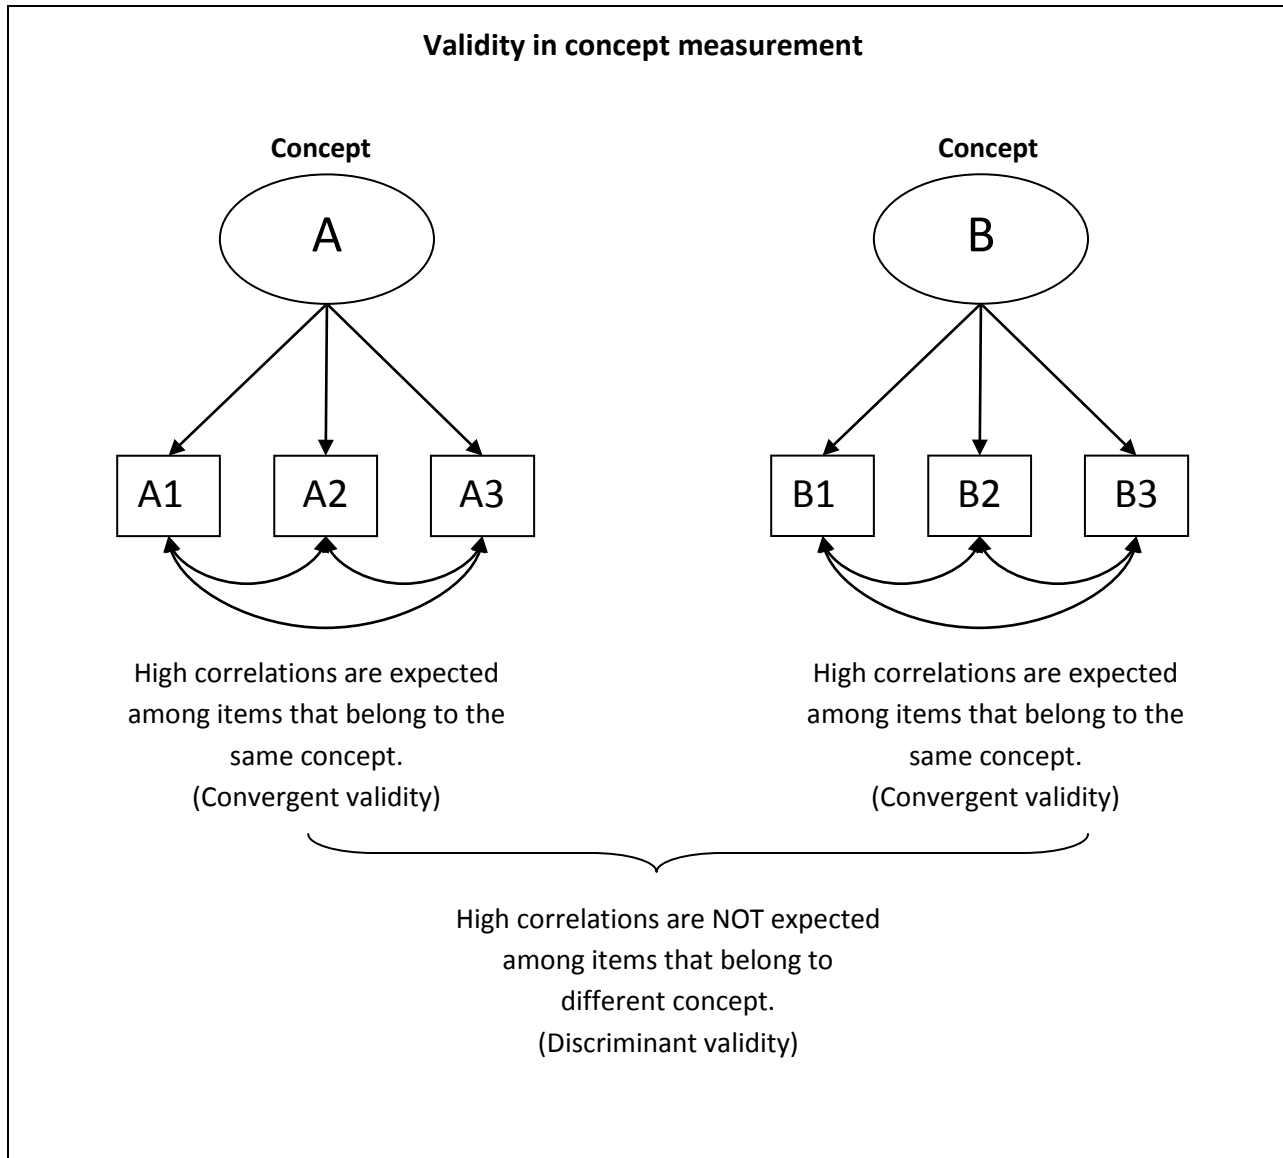 Validity in concept measurement
Concept
A
A1
A2
A3
High correlations are expected
among items that belong to the
same concept.
(Convergent validity)
Concept
B
B1
B2
B3
High correlations are expected
among items that belong to the
same concept.
(Convergent validity)
High correlations are NOT expected
among items that belong to
different concept.
(Discriminant validity)